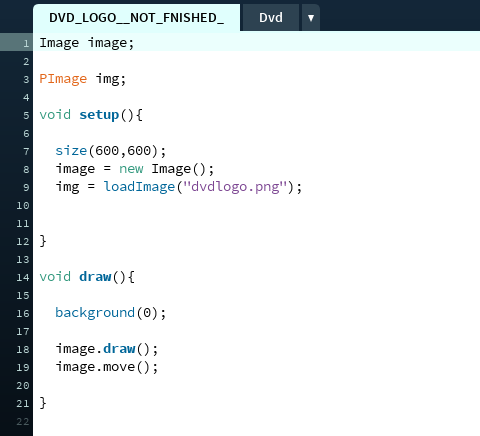 DVD_LOGO__NOT_FNISHED_ Dvd ▼
1 Image image;
2
3 PImage img;
4
5 void setup(){
6
7 size(600,600);
8 image = new Image();
9 img = loadImage("dvdlogo.png");
10
11
12 }
13
14 void draw(){
15
16 background(0);
17
18 image.draw();
19 image.move();
20
21 }
22